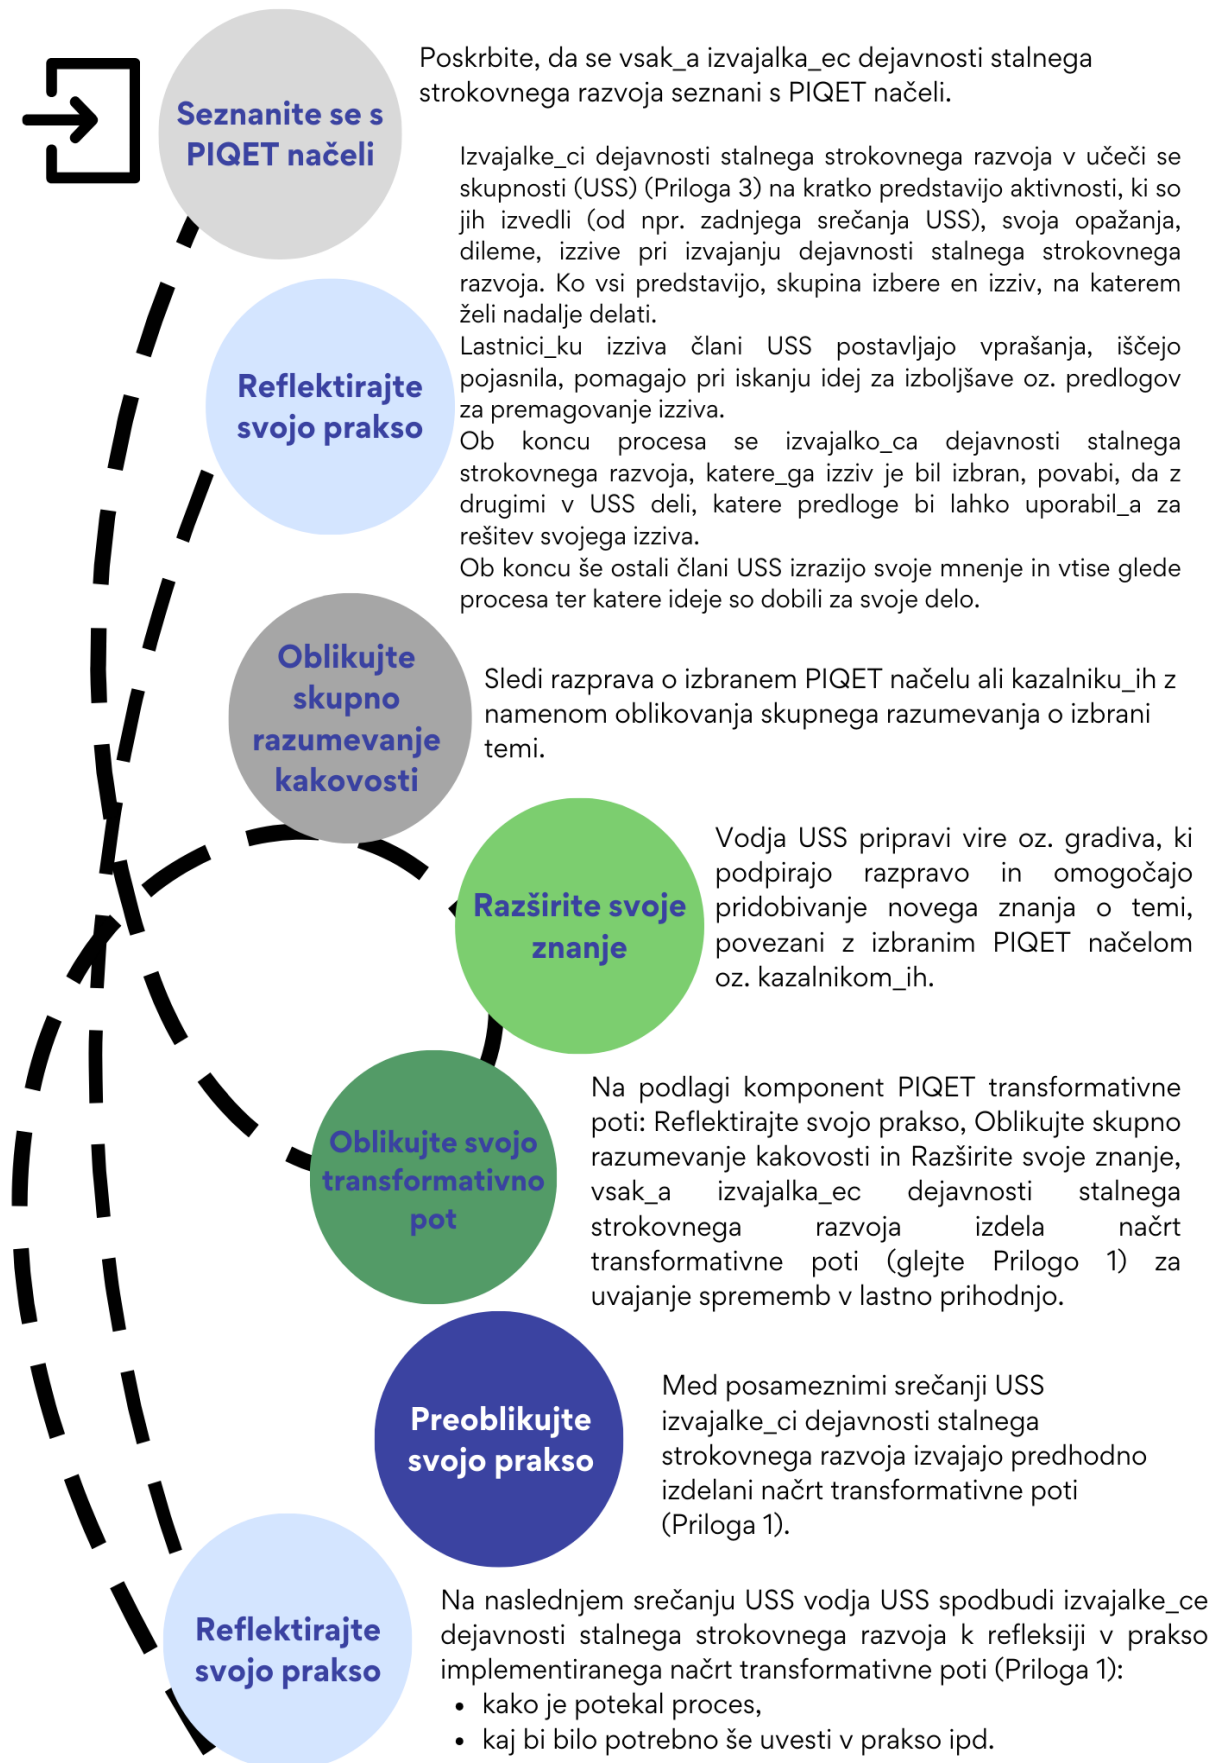 Seznanite se s
PIQET načeli
Poskrbite, da se vsak_a izvajalka_ec dejavnosti stalnega
strokovnega razvoja seznani s PIQET načeli.
Reflektirajte
svojo prakso
Izvajalke_ci dejavnosti stalnega strokovnega razvoja v učeči se
skupnosti (USS) (Priloga 3) na kratko predstavijo aktivnosti, ki so
jih izvedli (od npr. zadnjega srečanja USS), svoja opažanja,
dileme, izzive pri izvajanju dejavnosti stalnega strokovnega
razvoja. Ko vsi predstavijo, skupina izbere en izziv, na katerem
želi nadalje delati.
Lastnici_ku izziva člani USS postavljajo vprašanja, iščejo
pojasnila, pomagajo pri iskanju idej za izboljšave oz. predlogov
za premagovanje izziva.
Ob koncu procesa se izvajalko_ca dejavnosti stalnega
strokovnega razvoja, katere_ga izziv je bil izbran, povabi, da z
drugimi v USS deli, katere predloge bi lahko uporabil_a za
rešitev svojega izziva.
Ob koncu še ostali člani USS izrazijo svoje mnenje in vtise glede
procesa ter katere ideje so dobili za svoje delo.
Oblikujte
skupno
razumevanje
kakovosti
Sledi razprava o izbranem PIQET načelu ali kazalniku_ih z
namenom oblikovanja skupnega razumevanja o izbrani
temi.
Razširite svoje
znanje
Vodja USS pripravi vire oz. gradiva, ki
podpirajo razpravo in omogočajo
pridobivanje novega znanja o temi,
povezani z izbranim PIQET načelom
oz. kazalnikom_ih.
Oblikujte svojo
transformativno
pot
Na podlagi komponent PIQET transformativne
poti: Reflektirajte svojo prakso, Oblikujte skupno
razumevanje kakovosti in Razširite svoje znanje,
vsak_a izvajalka_ec dejavnosti stalnega
strokovnega razvoja izdela načrt
transformativne poti (glejte Prilogo 1) za
uvajanje sprememb v lastno prihodnjo.
Preoblikujte
svojo prakso
Med posameznimi srečanji USS
izvajalke_ci dejavnosti stalnega
strokovnega razvoja izvajajo predhodno
izdelani načrt transformativne poti
(Priloga 1).
Reflektirajte
svojo prakso
Na naslednjem srečanju USS vodja USS spodbudi izvajalke_ce
dejavnosti stalnega strokovnega razvoja k refleksiji v prakso
implementiranega načrt transformativne poti (Priloga 1):
• kako je potekal proces,
• kaj bi bilo potrebno še uvesti v prakso ipd.